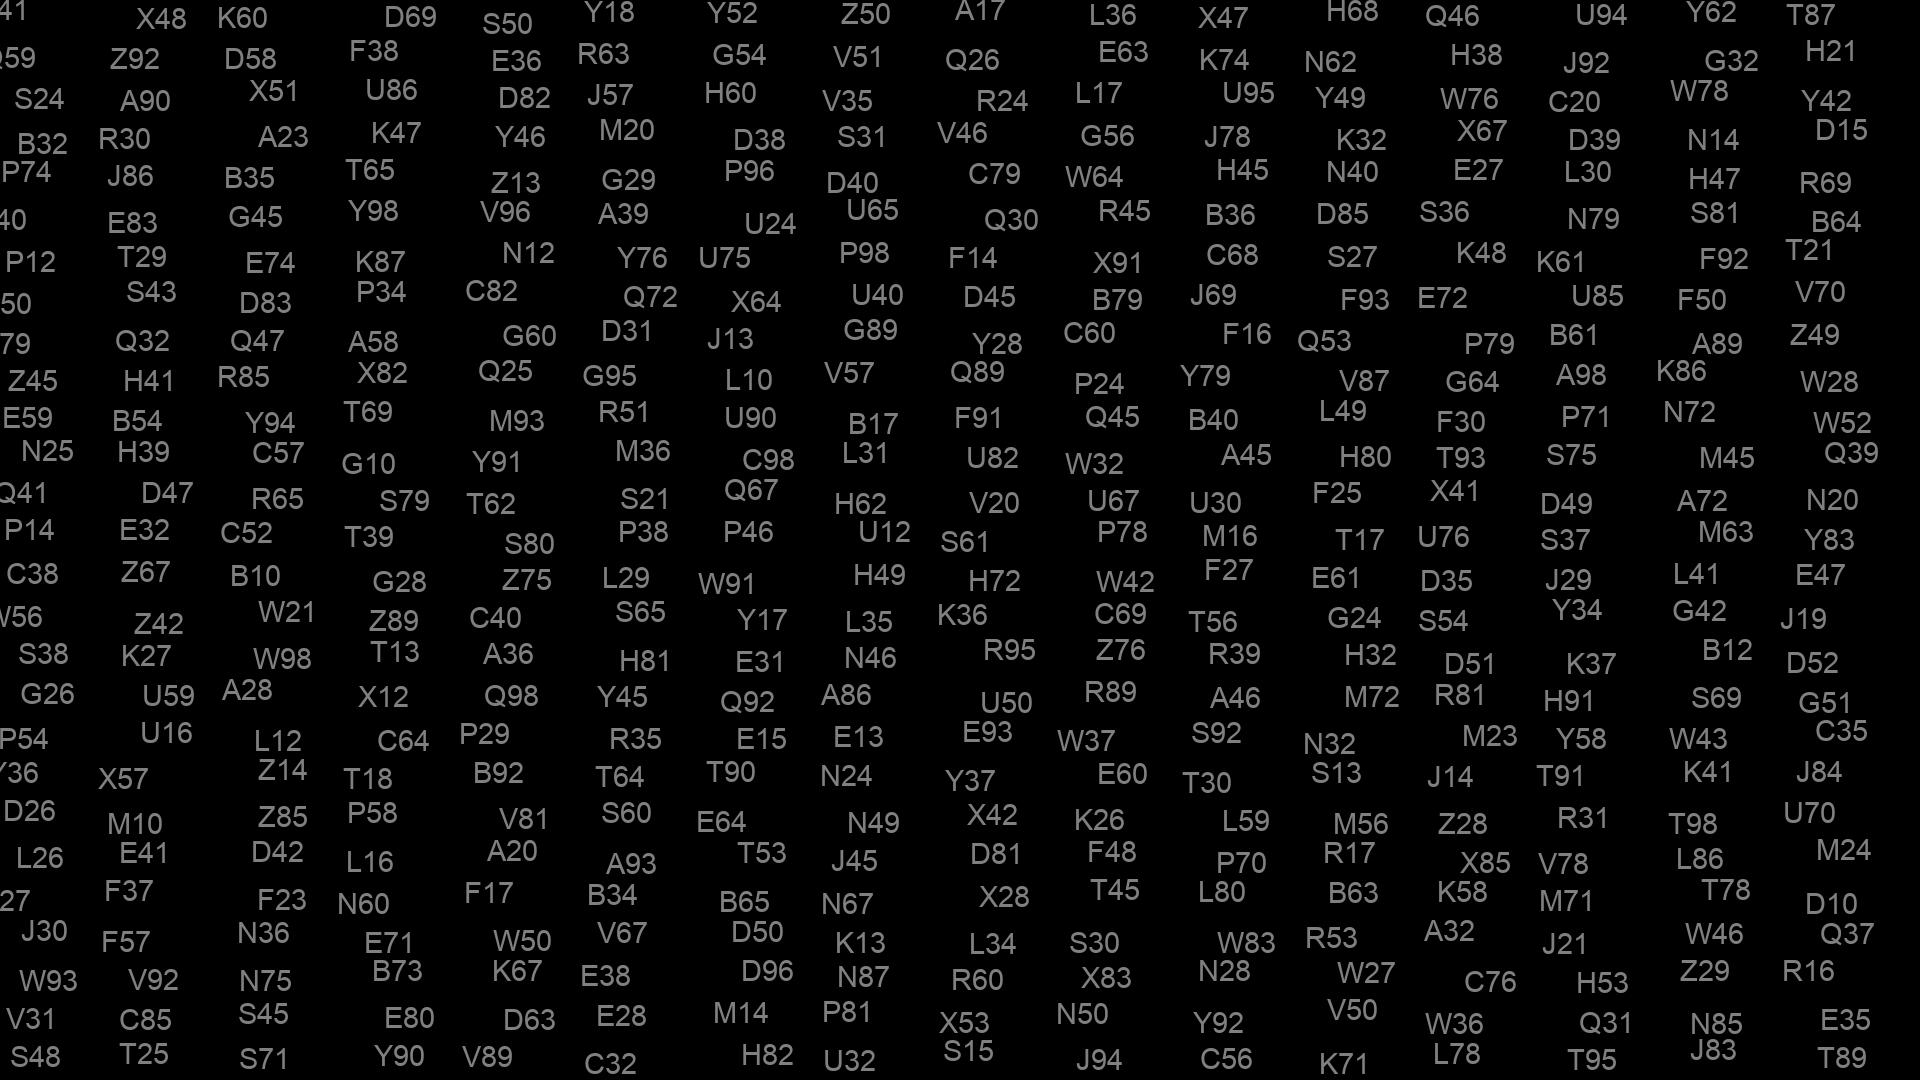 41 X48 K60 D69 S50 Y18 Y52 Z50 A17 L36 X47 H68 Q46 U94 Y62 T87
Q59 Z92 D58 F38 E36 R63 G54 V51 Q26 E63 K74 N62 H38 J92 G32 H21
S24 A90 X51 U86 D82 J57 H60 V35 R24 L17 U95 Y49 W76 C20 W78 Y42
B32 R30 A23 K47 Y46 M20 D38 S31 V46 G56 J78 K32 X67 D39 N14 D15
P74 J86 B35 T65 Z13 G29 P96 D40 C79 W64 H45 N40 E27 L30 H47 R69
40 E83 G45 Y98 V96 A39 U24 U65 Q30 R45 B36 D85 S36 N79 S81 B64
P12 T29 E74 K87 N12 Y76 U75 P98 F14 X91 C68 S27 K48 K61 F92 T21
50 S43 D83 P34 C82 Q72 X64 U40 D45 B79 J69 F93 E72 U85 F50 V70
79 Q32 Q47 A58 G60 D31 J13 G89 Y28 C60 F16 Q53 P79 B61 A89 Z49
Z45 H41 R85 X82 Q25 G95 L10 V57 Q89 P24 Y79 V87 G64 A98 K86 W28
E59 B54 Y94 T69 M93 R51 U90 B17 F91 Q45 B40 L49 F30 P71 N72 W52
N25 H39 C57 G10 Y91 M36 C98 L31 U82 W32 A45 H80 T93 S75 M45 Q39
Q41 D47 R65 S79 T62 S21 Q67 H62 V20 U67 U30 F25 X41 D49 A72 N20
P14 E32 C52 T39 S80 P38 P46 U12 S61 P78 M16 T17 U76 S37 M63 Y83
C38 Z67 B10 G28 Z75 L29 W91 H49 H72 W42 F27 E61 D35 J29 L41 E47
W56 Z42 W21 Z89 C40 S65 Y17 L35 K36 C69 T56 G24 S54 Y34 G42 J19
S38 K27 W98 T13 A36 H81 E31 N46 R95 Z76 R39 H32 D51 K37 B12 D52
G26 U59 A28 X12 Q98 Y45 Q92 A86 U50 R89 A46 M72 R81 H91 S69 G51
P54 U16 L12 C64 P29 R35 E15 E13 E93 W37 S92 N32 M23 Y58 W43 C35
Y36 X57 Z14 T18 B92 T64 T90 N24 Y37 E60 T30 S13 J14 T91 K41 J84
D26 M10 Z85 P58 V81 S60 E64 N49 X42 K26 L59 M56 Z28 R31 T98 U70
L26 E41 D42 L16 A20 A93 T53 J45 D81 F48 P70 R17 X85 V78 L86 M24
27 F37 F23 N60 F17 B34 B65 N67 X28 T45 L80 B63 K58 M71 T78 D10
J30 F57 N36 E71 W50 V67 D50 K13 L34 S30 W83 R53 A32 J21 W46 Q37
W93 V92 N75 B73 K67 E38 D96 N87 R60 X83 N28 W27 C76 H53 Z29 R16
V31 C85 S45 E80 D63 E28 M14 P81 X53 N50 Y92 V50 W36 Q31 N85 E35
S48 T25 S71 Y90 V89 C32 H82 U32 S15 J94 C56 K71 L78 T95 J83 T89